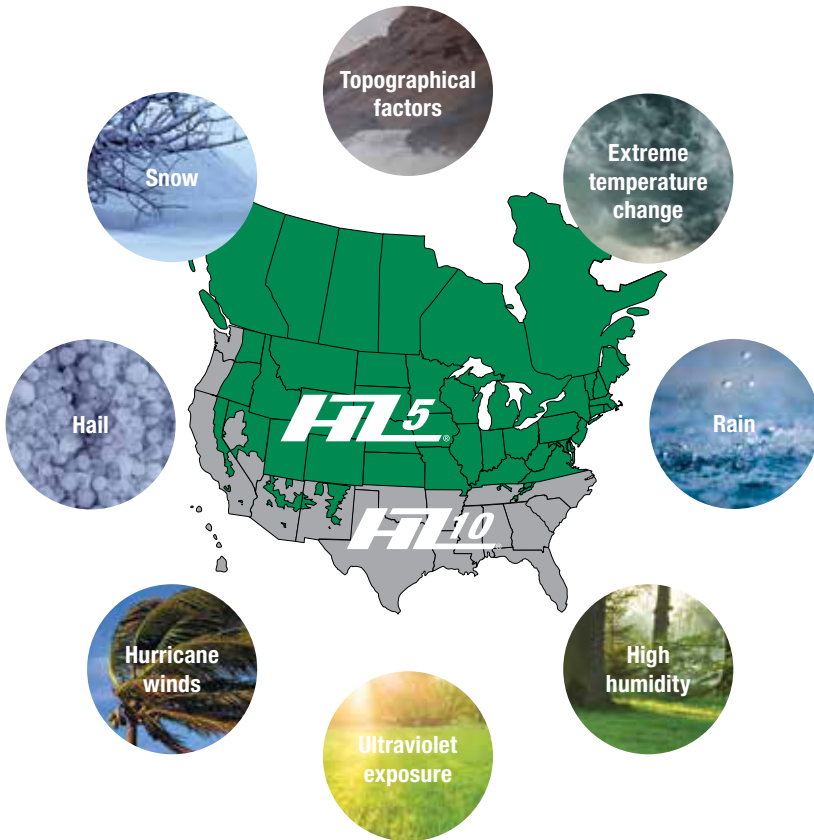 Topographical
factors
Snow
Extreme
temperature
change
HZ5®
Hail
Rain
HZ10®
Hurricane
winds
High
humidity
Ultraviolet
exposure